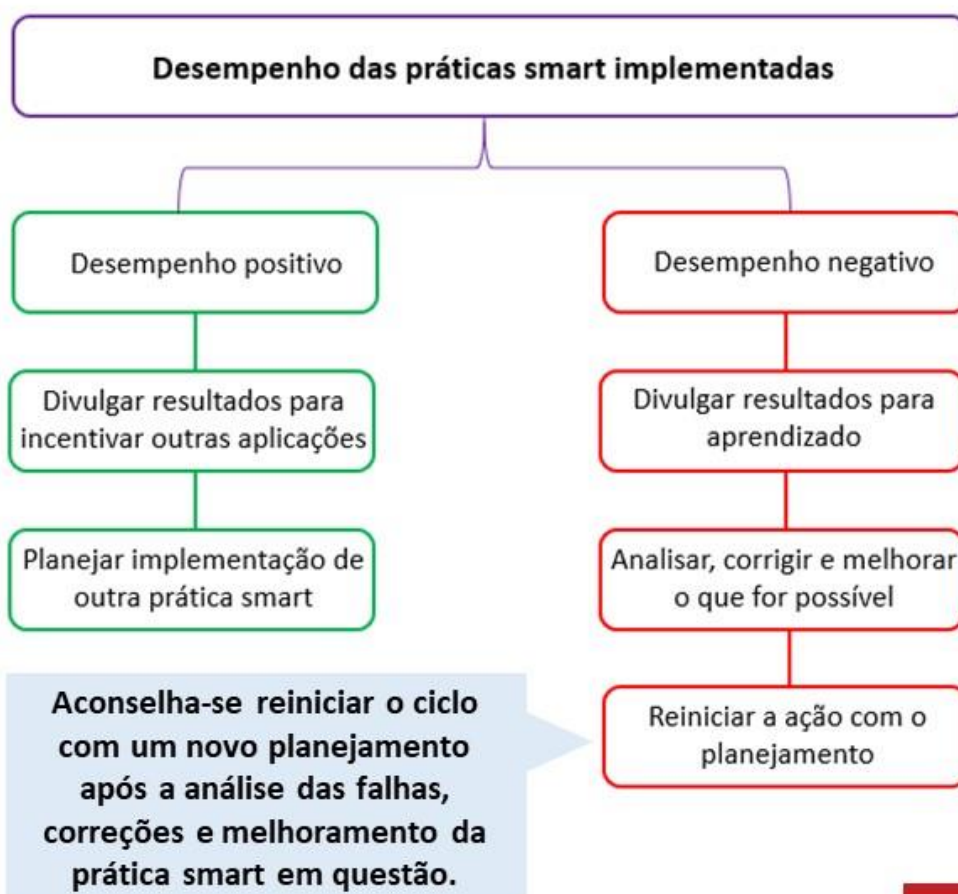 Desempenho das práticas smart implementadas
Desempenho positivo
Divulgar resultados para
incentivar outras aplicações
Planejar implementação de
outra prática smart
Desempenho negativo
Divulgar resultados para
aprendizado
Analisar, corrigir e melhorar
o que for possível
Reiniciar a ação com o
planejamento
Aconselha-se reiniciar o ciclo
com um novo planejamento
após a análise das falhas,
correções e melhoramento da
prática smart em questão.